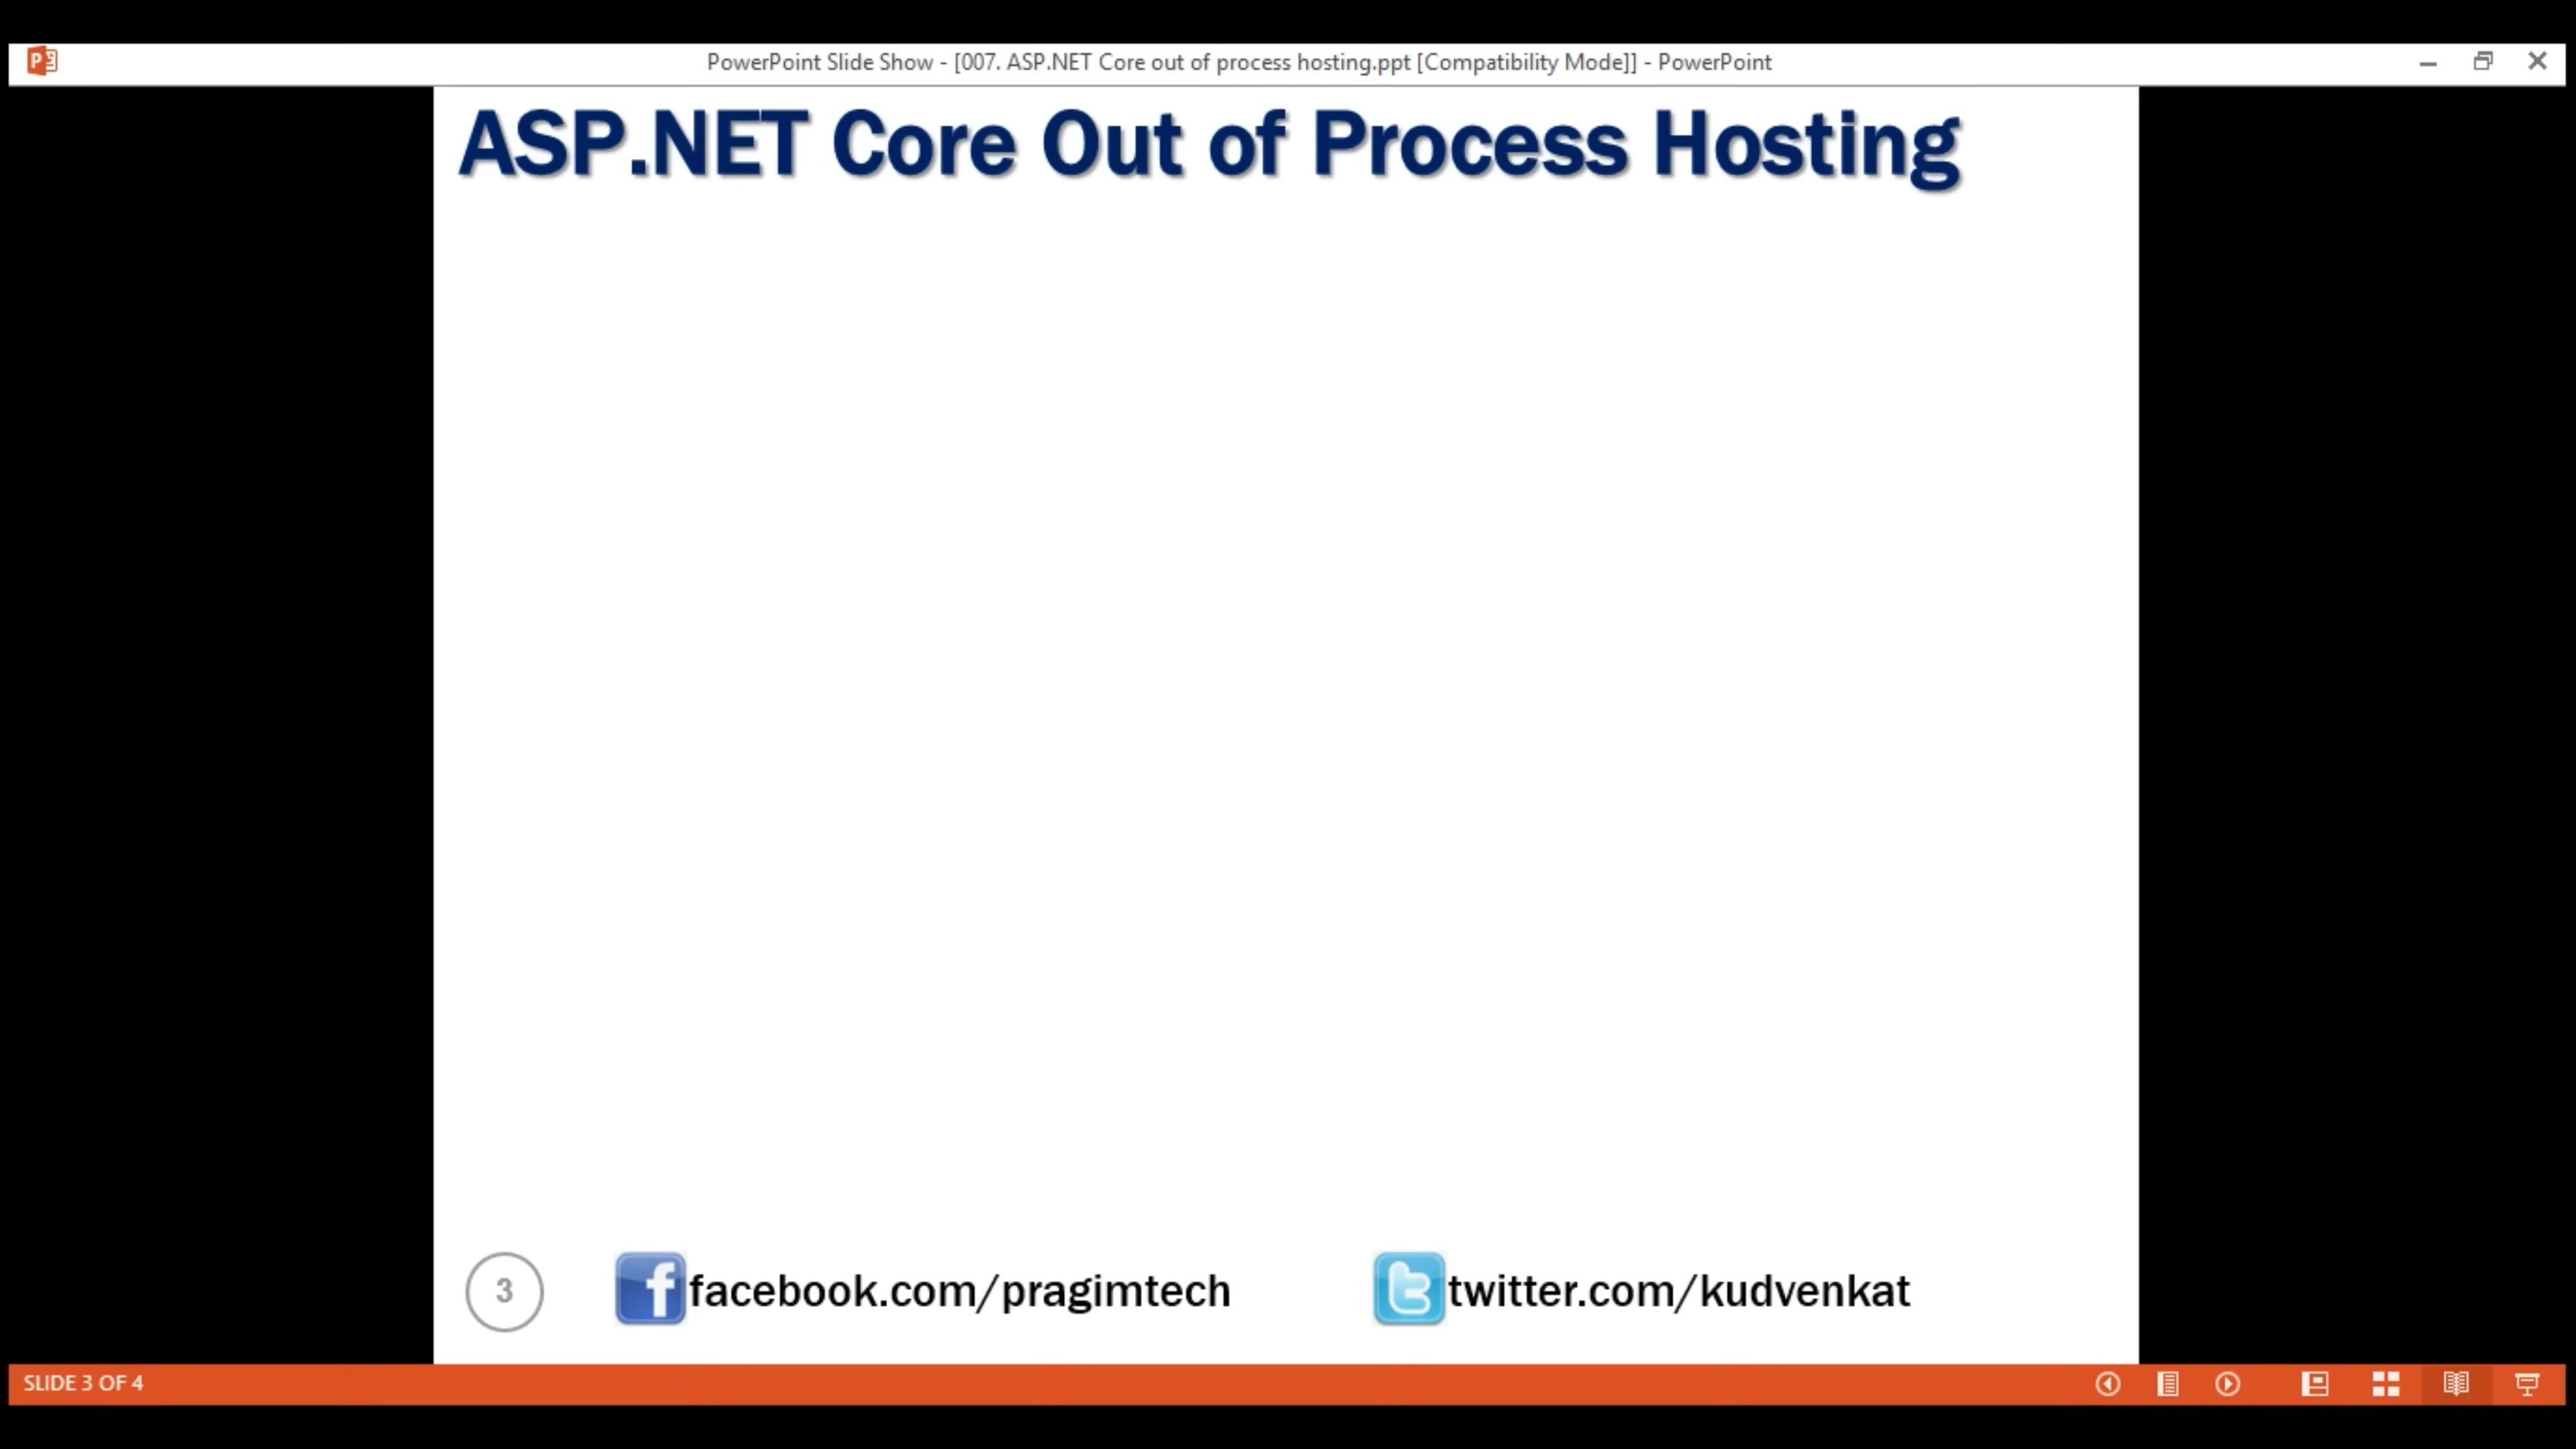 PowerPoint Slide Show - [007. ASP.NET Core out of process hosting.ppt [Compatibility Mode]] - PowerPoint
ASP.NET Core Out of Process Hosting
3 facebook.com/pragimtech twitter.com/kudvenkat
SLIDE 3 OF 4